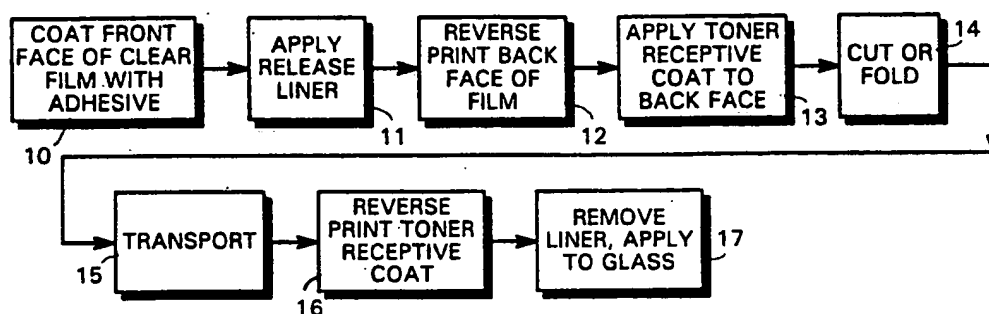 COAT FRONT
FACE OF CLEAR
FILM WITH
ADHESIVE
10
APPLY
RELEASE
LINER
11
REVERSE
PRINT BACK
FACE OF
FILM
12
APPLY TONER
RECEPTIVE
COAT TO
BACK FACE
13
CUT OR
FOLD
14
TRANSPORT
15
REVERSE
PRINT TONER
RECEPTIVE
COAT
16
REMOVE
LINER, APPLY
TO GLASS
17